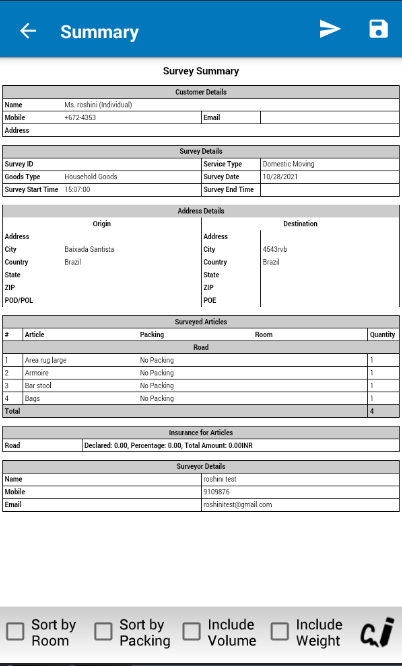 Summary
Survey Summary
Customer Details
Name Ms. roshini (Individual)
Mobile +672-4353 Email
Address
Survey Details
Survey ID Service Type Domestic Moving
Goods Type Household Goods Survey Date 10/28/2021
Survey Start Time 15:07:00 Survey End Time
Address Details
Origin Destination
Address Address
City Baixada Santista City 4543rvb
Country Brazil Country Brazil
State State
ZIP ZIP
POD/POL POE
Surveyed Articles
# Article Packing Room Quantity
Road
1 Area rug large No Packing 1
2 Armoire No Packing 1
3 Bar stool No Packing 1
4 Bags No Packing 1
Total 4
Insurance for Articles
Road Declared: 0.00, Percentage: 0.00, Total Amount: 0.00INR
Surveyor Details
Name roshini test
Mobile 9109876
Email roshinitest@gmail.com
Sort by Room
Sort by Packing
Include Volume
Include Weight